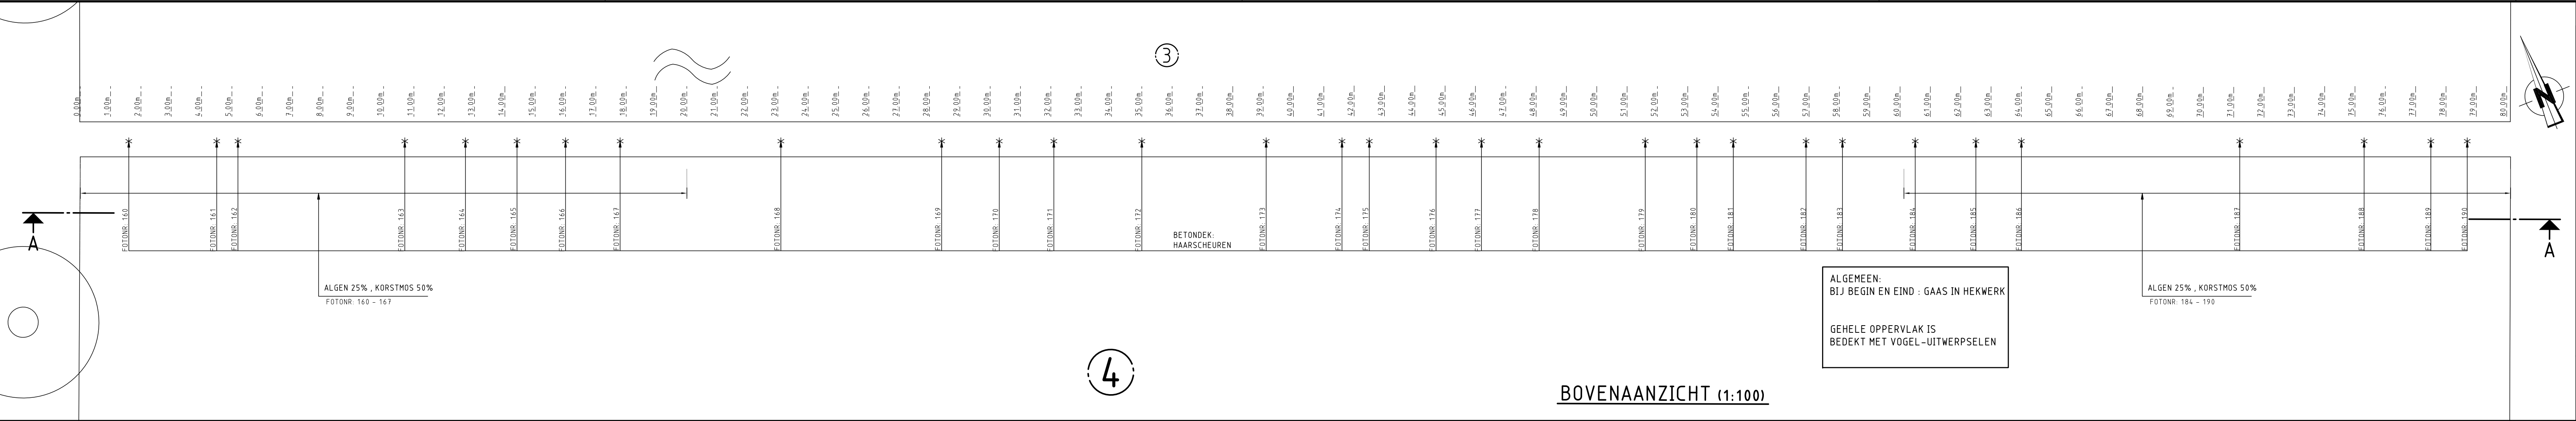 3
0.00m
1.00m
2.00m
3.00m
4.00m
5.00m
6.00m
7.00m
8.00m
9.00m
10.00m
11.00m
12.00m
13.00m
14.00m
15.00m
16.00m
17.00m
18.00m
19.00m
20.00m
21.00m
22.00m
23.00m
24.00m
25.00m
26.00m
27.00m
28.00m
29.00m
30.00m
31.00m
32.00m
33.00m
34.00m
35.00m
36.00m
37.00m
38.00m
39.00m
40.00m
41.00m
42.00m
43.00m
44.00m
45.00m
46.00m
47.00m
48.00m
49.00m
50.00m
51.00m
52.00m
53.00m
54.00m
55.00m
56.00m
57.00m
58.00m
59.00m
60.00m
61.00m
62.00m
63.00m
64.00m
65.00m
66.00m
67.00m
68.00m
69.00m
70.00m
71.00m
72.00m
73.00m
74.00m
75.00m
76.00m
77.00m
78.00m
79.00m
80.00m
N
FOTONR: 160
FOTONR: 161
FOTONR: 162
FOTONR: 163
FOTONR: 164
FOTONR: 165
FOTONR: 166
FOTONR: 167
FOTONR: 168
FOTONR: 169
FOTONR: 170
FOTONR: 171
FOTONR: 172
FOTONR: 173
FOTONR: 174
FOTONR: 175
FOTONR: 176
FOTONR: 177
FOTONR: 178
FOTONR: 179
FOTONR: 180
FOTONR: 181
FOTONR: 182
FOTONR: 183
FOTONR: 184
FOTONR: 185
FOTONR: 186
FOTONR: 187
FOTONR: 188
FOTONR: 189
FOTONR: 190
A
BETONDEK:
HAARSCHEUREN
A
ALGEN 25% , KORSTMOS 50%
FOTONR: 160 - 167
ALGEMEEN:
BIJ BEGIN EN EIND : GAAS IN HEKWERK
GEHELE OPPERVLAK IS
BEDEKT MET VOGEL-UITWERPSELEN
ALGEN 25% , KORSTMOS 50%
FOTONR: 184 - 190
4
BOVENAANZICHT (1:100)